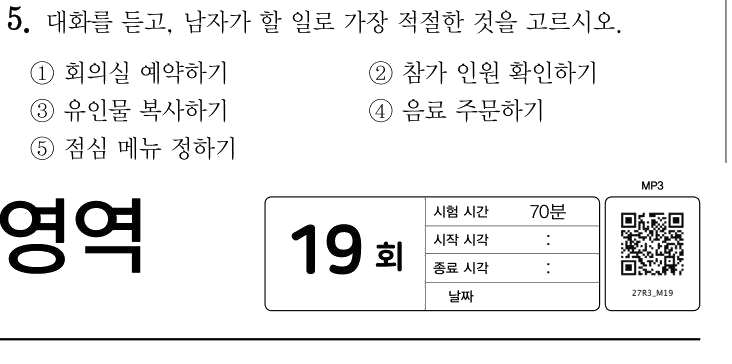 5. 대화를 듣고, 남자가 할 일로 가장 적절한 것을 고르시오.
① 회의실 예약하기 ② 참가 인원 확인하기
③ 유인물 복사하기 ④ 음료 주문하기
⑤ 점심 메뉴 정하기
MP3
영역
19 회
시험 시간 70분
시작 시각 :
종료 시각 :
날짜
27R3_M19